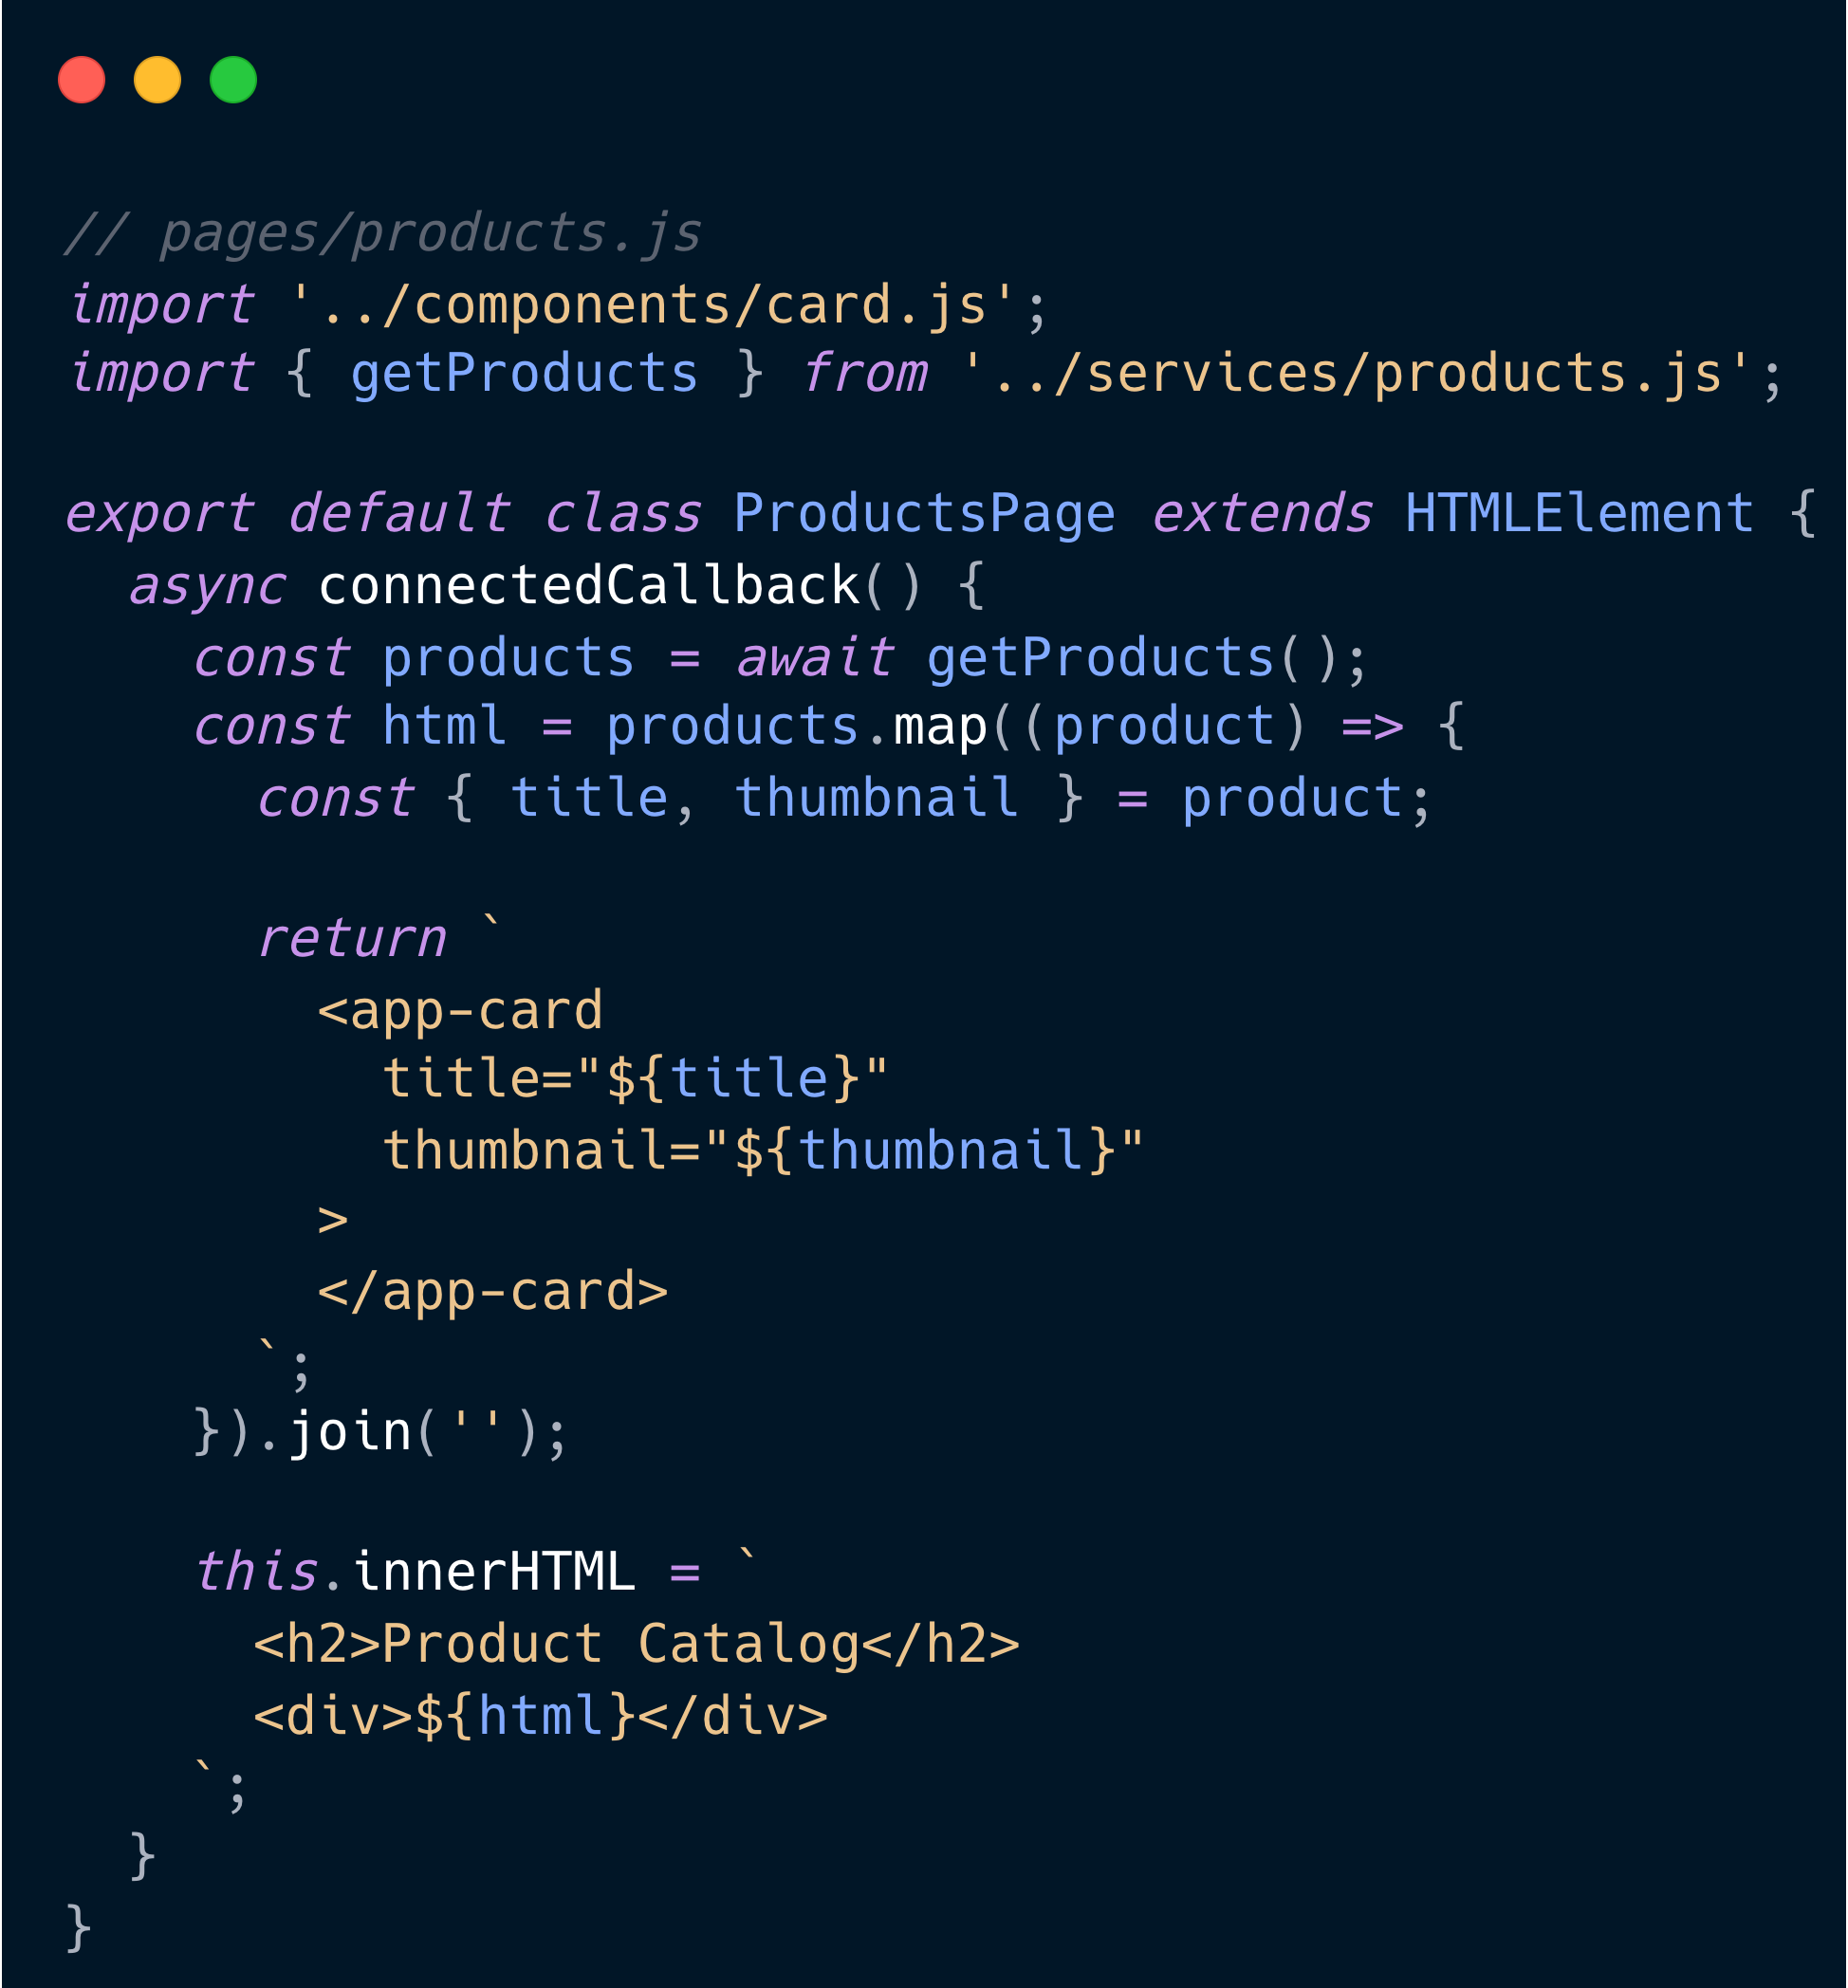 // pages/products.js
import '../components/card.js';
import { getProducts } from '../services/products.js';

export default class ProductsPage extends HTMLElement {
  async connectedCallback() {
    const products = await getProducts();
    const html = products.map((product) => {
      const { title, thumbnail } = product;

      return `
        <app-card
          title="${title}"
          thumbnail="${thumbnail}"
        >
        </app-card>
      `;
    }).join('');

    this.innerHTML = `
      <h2>Product Catalog</h2>
      <div>${html}</div>
    `;
  }
}